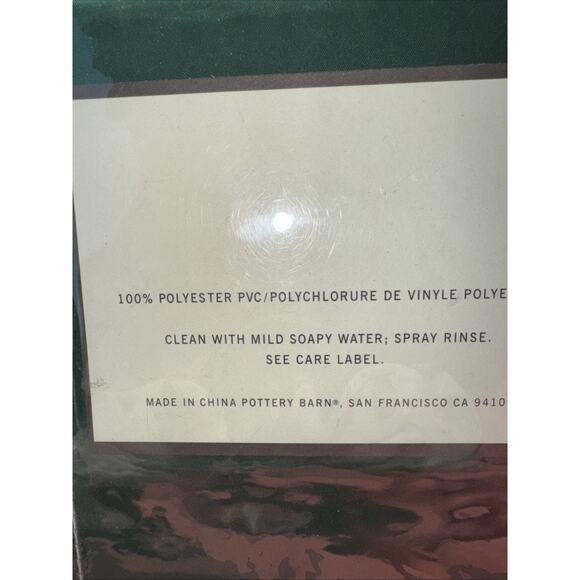 100% POLYESTER PVC/POLYCHLORURE DE VINYLE POLYE
CLEAN WITH MILD SOAPY WATER; SPRAY RINSE.
SEE CARE LABEL.
MADE IN CHINA POTTERY BARN®, SAN FRANCISCO CA 9410